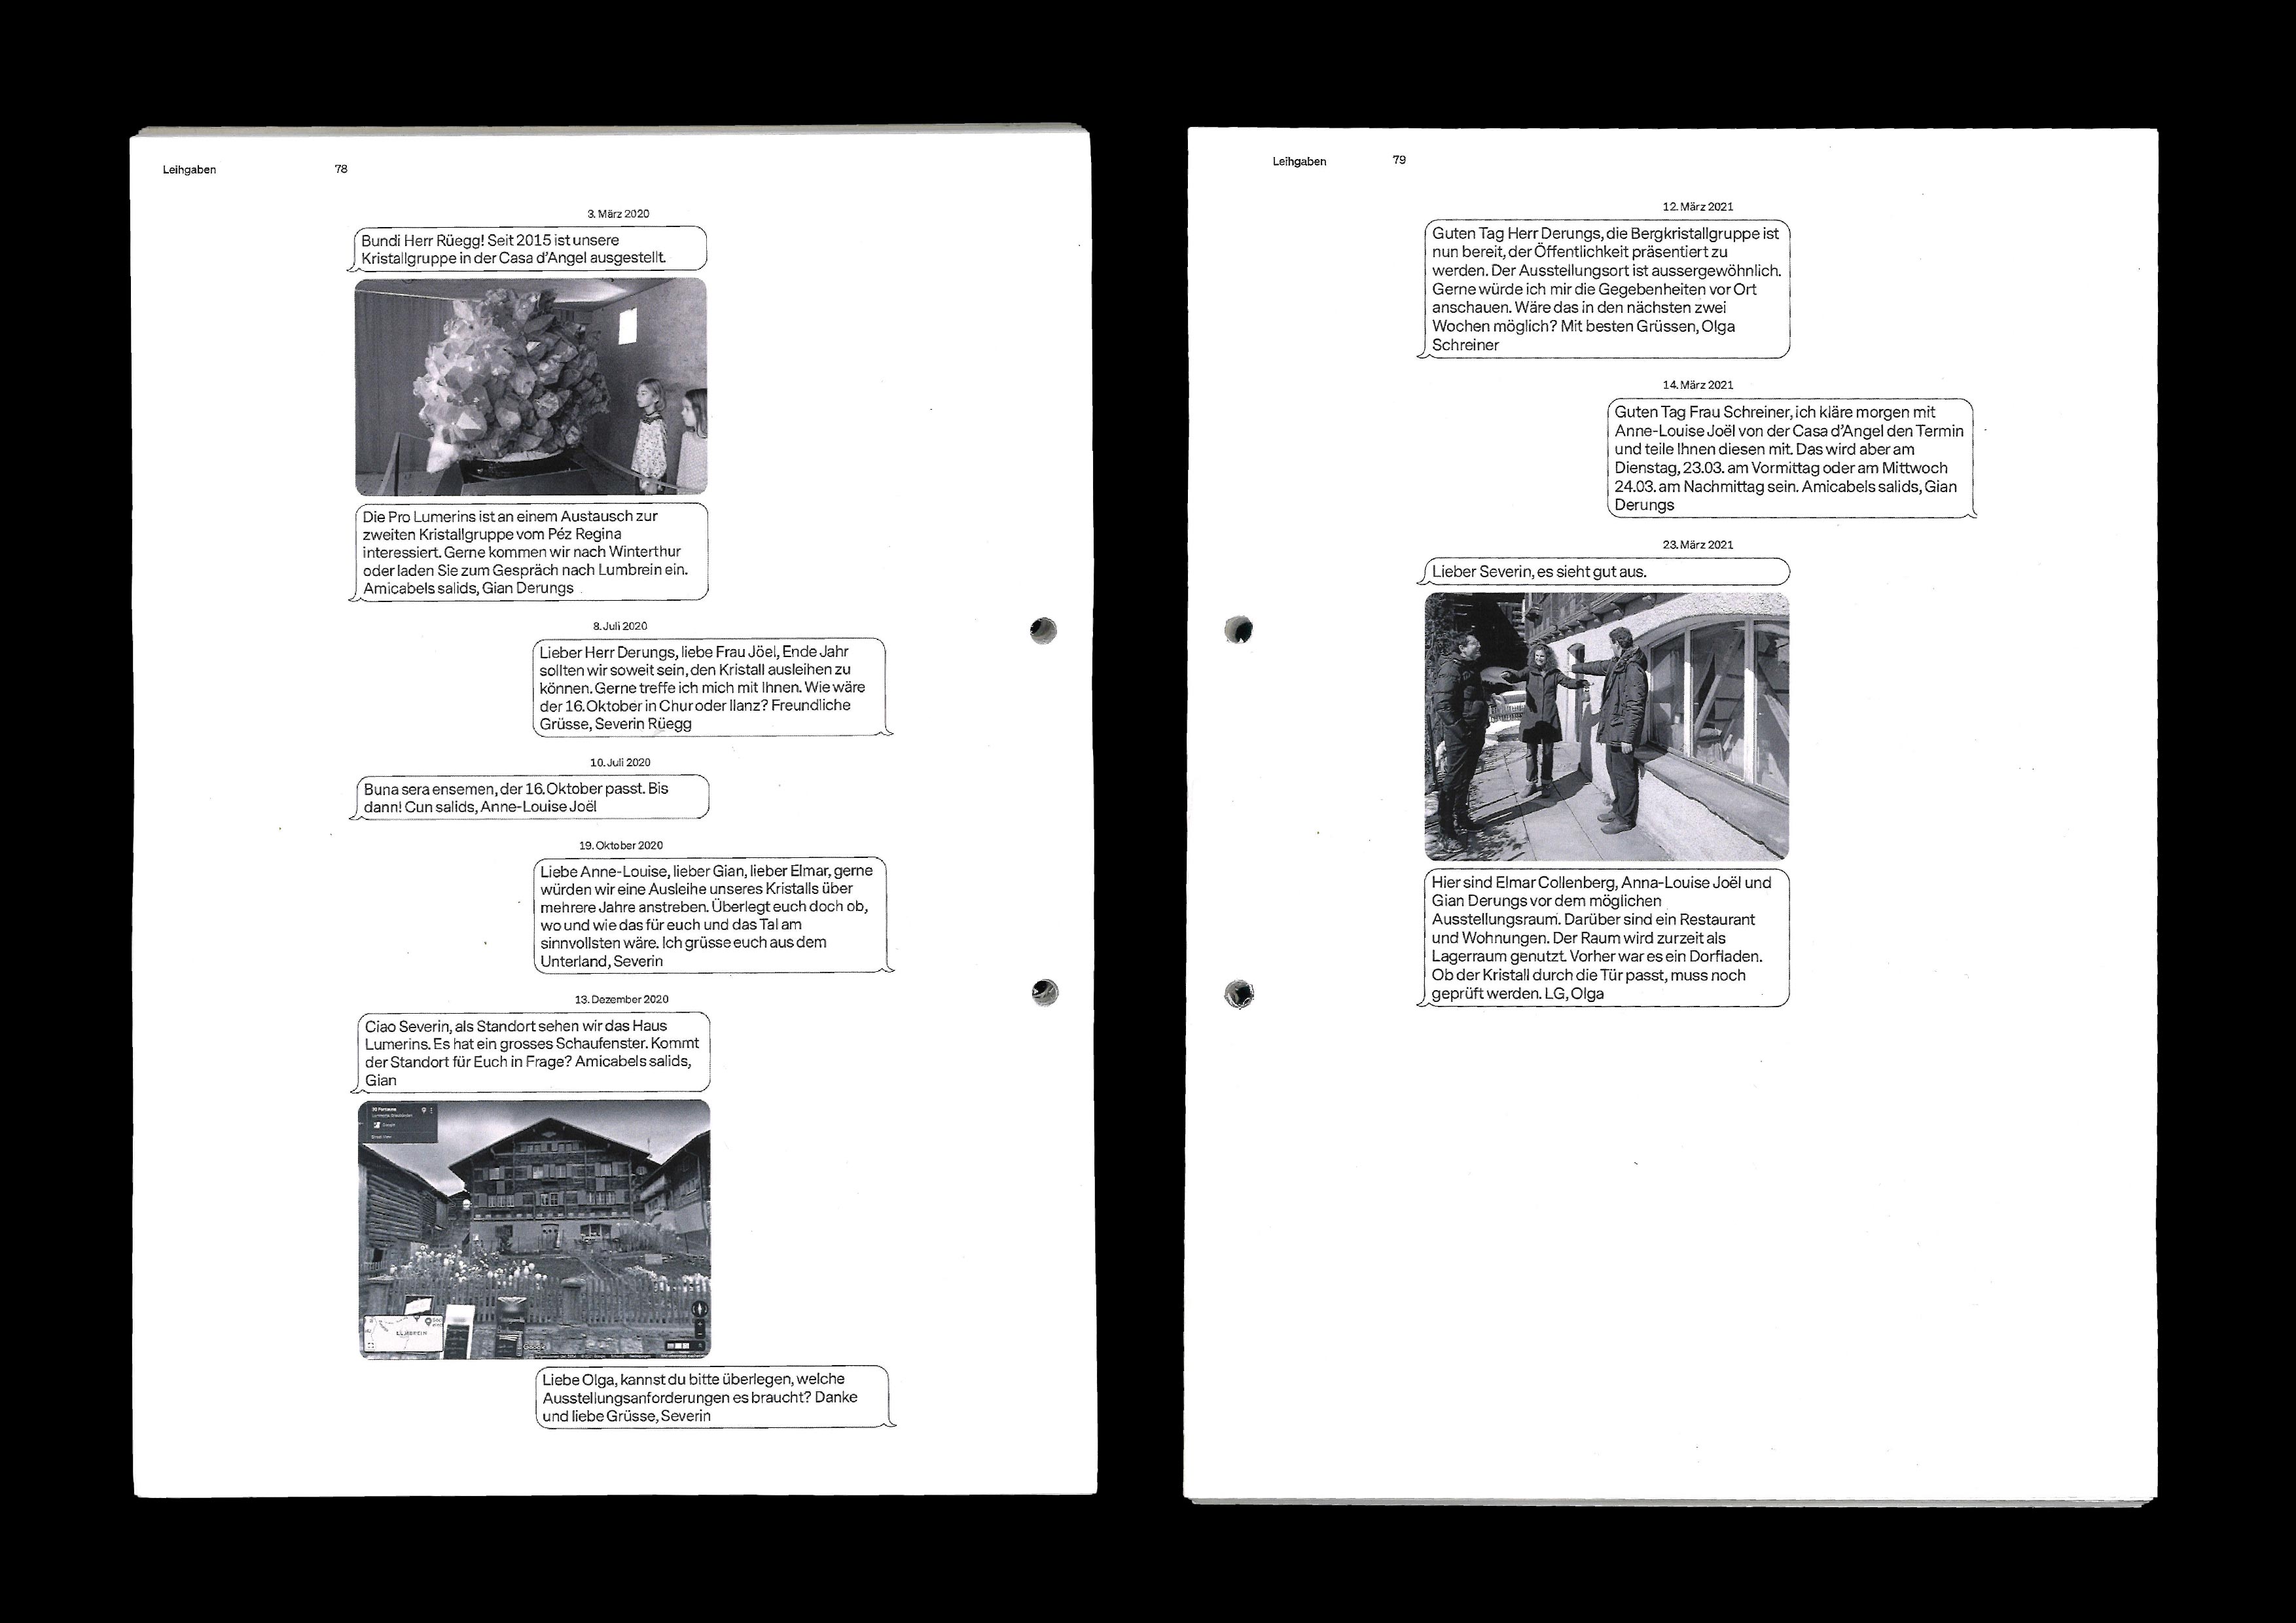 Leihgaben 78
3. März 2020
Bundi Herr Rüegg! Seit 2015 ist unsere
Kristallgruppe in der Casa d'Angel ausgestellt.
Die Pro Lumerins ist an einem Austausch zur
zweiten Kristallgruppe vom Péz Regina
interessiert. Gerne kommen wir nach Winterthur
oder laden Sie zum Gespräch nach Lumbrein ein.
Amicabels salids, Gian Derungs
8. Juli 2020
Lieber Herr Derungs, liebe Frau Jöel, Ende Jahr
sollten wir soweit sein, den Kristall ausleihen zu
können. Gerne treffe ich mich mit Ihnen. Wie wäre
der 16. Oktober in Chur oder Ilanz? Freundliche
Grüsse, Severin Rüegg
10. Juli 2020
Buna sera ensemen, der 16. Oktober passt. Bis
dann! Cun salids, Anne-Louise Joël
19. Oktober 2020
Liebe Anne-Louise, lieber Gian, lieber Elmar, gerne
würden wir eine Ausleihe unseres Kristalls über
mehrere Jahre anstreben. Überlegt euch doch ob,
wo und wie das für euch und das Tal am
sinnvollsten wäre. Ich grüsse euch aus dem
Unterland, Severin
13. Dezember 2020
Ciao Severin, als Standort sehen wir das Haus
Lumerins. Es hat ein grosses Schaufenster. Kommt
der Standort für Euch in Frage? Amicabels salids,
Gian
Google
Street View
LUMBREIN
Google
Liebe Olga, kannst du bitte überlegen, welche
Ausstellungsanforderungen es braucht? Danke
und liebe Grüsse, Severin
Leihgaben 79
12. März 2021
Guten Tag Herr Derungs, die Bergkristallgruppe ist
nun bereit, der Öffentlichkeit präsentiert zu
werden. Der Ausstellungsort ist aussergewöhnlich.
Gerne würde ich mir die Gegebenheiten vor Ort
anschauen. Wäre das in den nächsten zwei
Wochen möglich? Mit besten Grüssen, Olga
Schreiner
14. März 2021
Guten Tag Frau Schreiner, ich kläre morgen mit
Anne-Louise Joël von der Casa d'Angel den Termin
und teile Ihnen diesen mit. Das wird aber am
Dienstag, 23.03. am Vormittag oder am Mittwoch
24.03. am Nachmittag sein. Amicabels salids, Gian
Derungs
23. März 2021
Lieber Severin, es sieht gut aus.
Hier sind Elmar Collenberg, Anna-Louise Joël und
Gian Derungs vor dem möglichen
Ausstellungsraum. Darüber sind ein Restaurant
und Wohnungen. Der Raum wird zurzeit als
Lagerraum genutzt. Vorher war es ein Dorfladen.
Ob der Kristall durch die Tür passt, muss noch
geprüft werden. LG, Olga